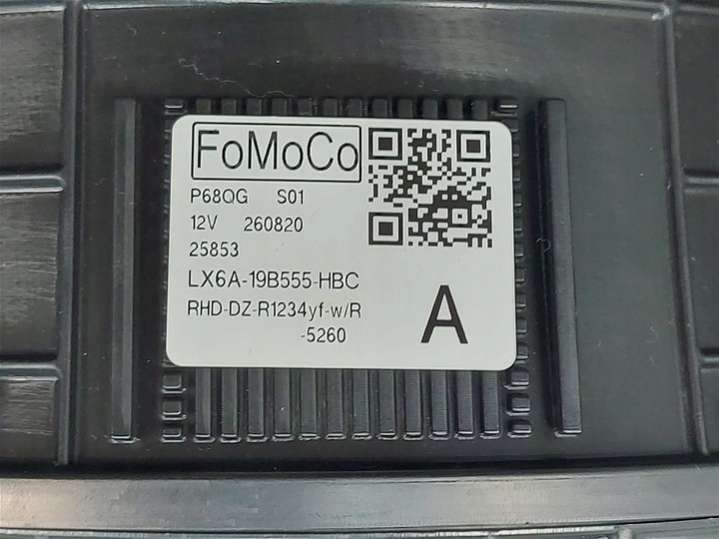 FoMoCo
P68QG S01
12V 260820
25853
LX6A-19B555-HBC
RHD-DZ-R1234yf-w/R
-5260
A